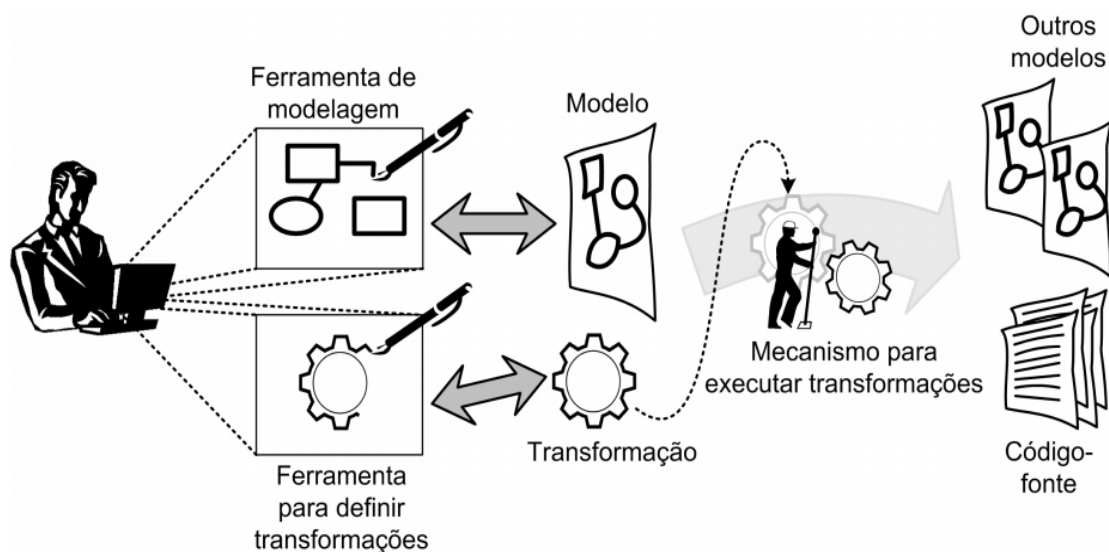 Ferramenta de
modelagem
Modelo
Outros
modelos
Mecanismo para
executar transformações
Transformação
Ferramenta
para definir
transformações
Código-
fonte